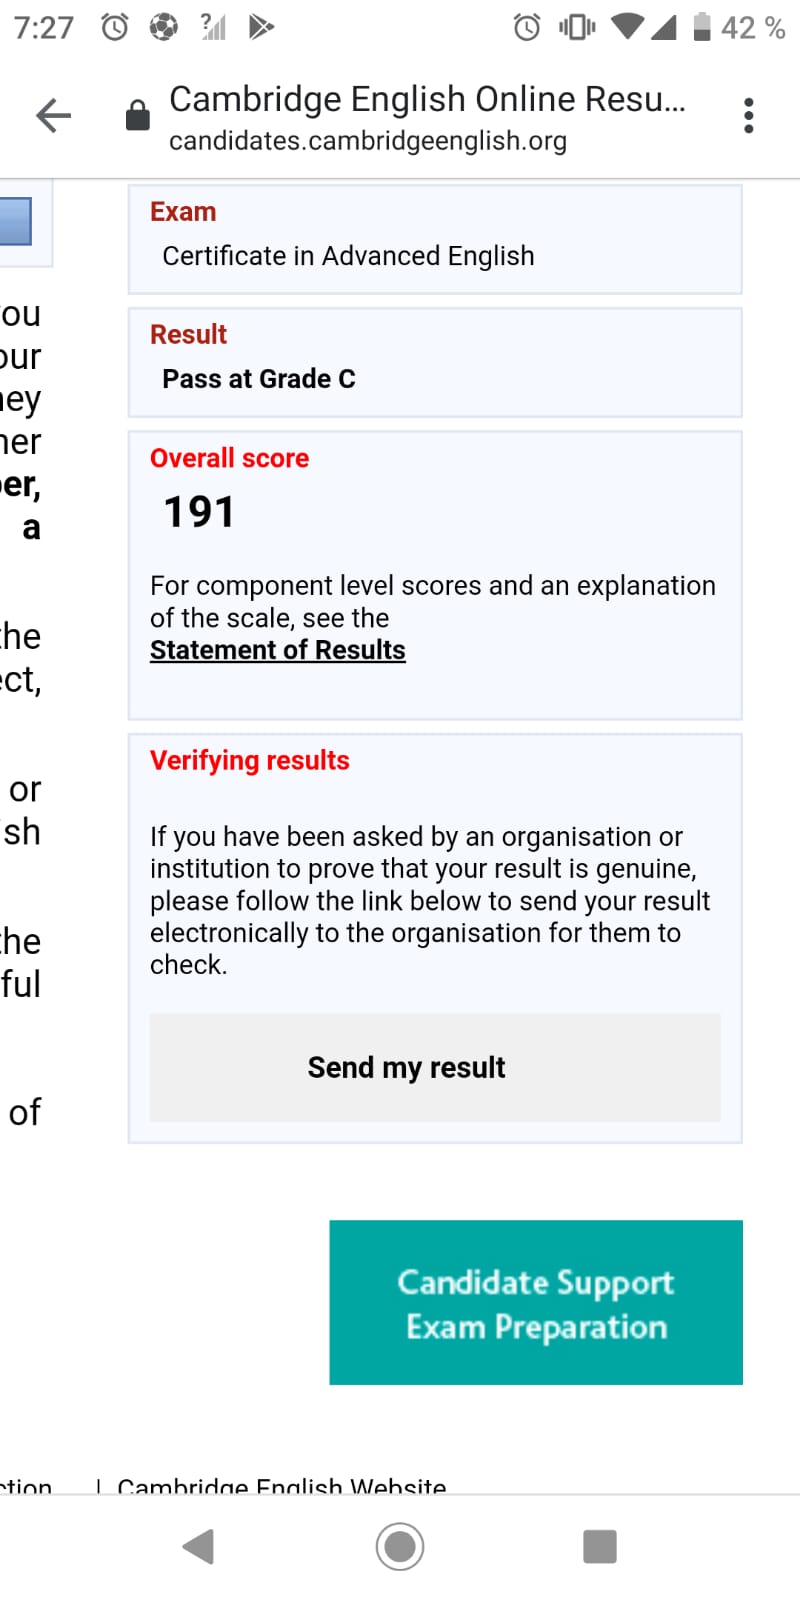 7:27
42 %
Cambridge English Online Resu...
candidates.cambridgeenglish.org
Exam
Certificate in Advanced English
Result
Pass at Grade C
Overall score
191
For component level scores and an explanation
of the scale, see the
Statement of Results
Verifying results
If you have been asked by an organisation or
institution to prove that your result is genuine,
please follow the link below to send your result
electronically to the organisation for them to
check.
Send my result
Candidate Support
Exam Preparation
ou
our
ey
her
er,
a
he
ct,
or
sh
he
ful
of
ction | Cambridge English Website